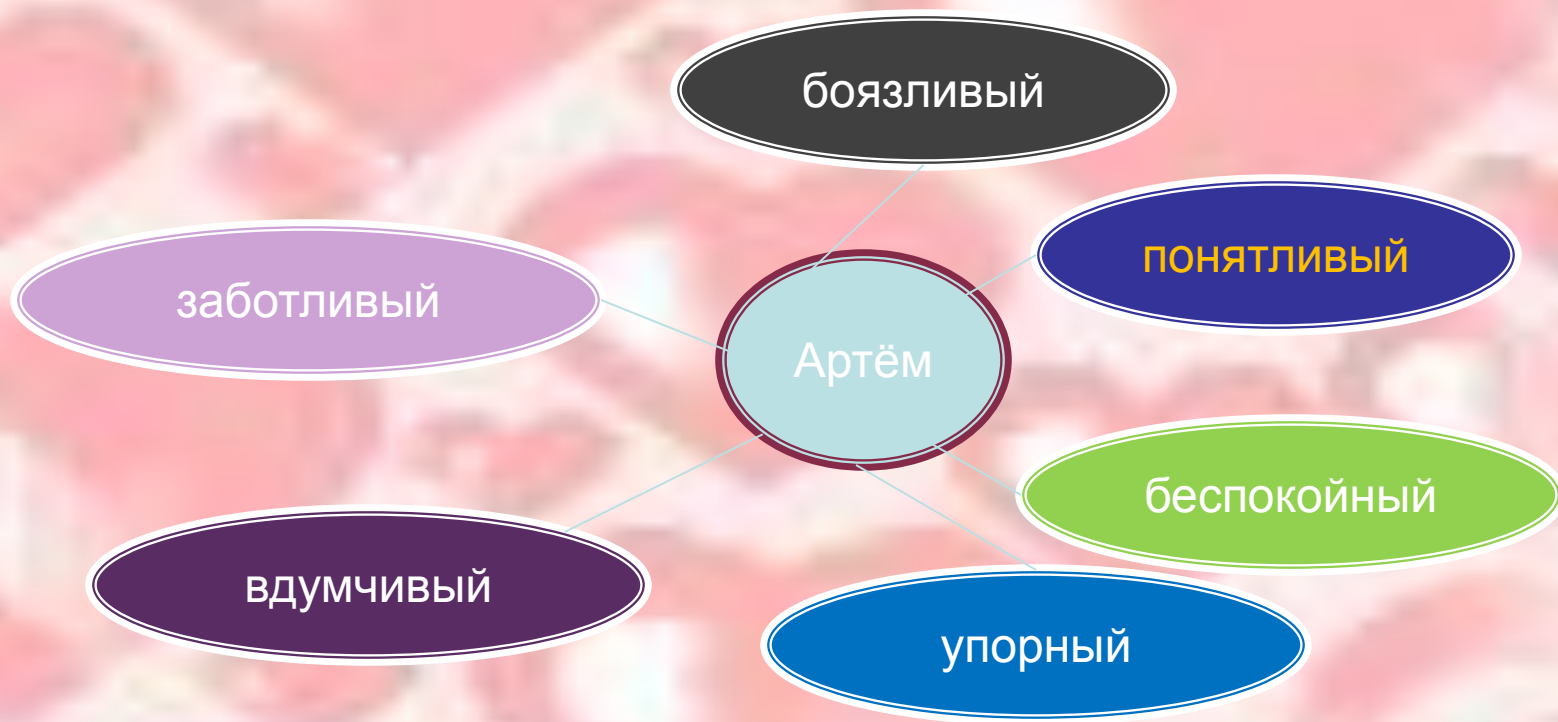 боязливый
понятливый
заботливый
Артём
беспокойный
вдумчивый
упорный